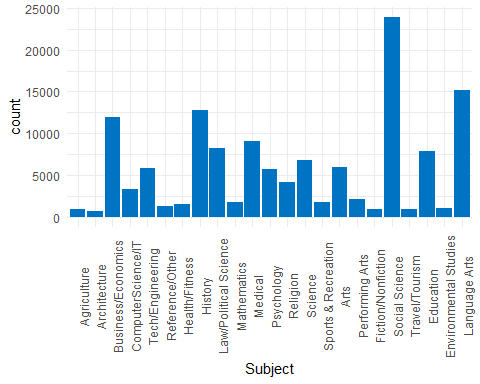 25000
20000
15000
10000
5000
0
count
Agriculture
Architecture
Business/Economics
ComputerScience/IT
Tech/Engineering
Reference/Other
Health/Fitness
History
Law/Political Science
Mathematics
Medical
Psychology
Religion
Science
Sports & Recreation
Arts
Performing Arts
Fiction/Nonfiction
Social Science
Travel/Tourism
Education
Environmental Studies
Language Arts
Subject